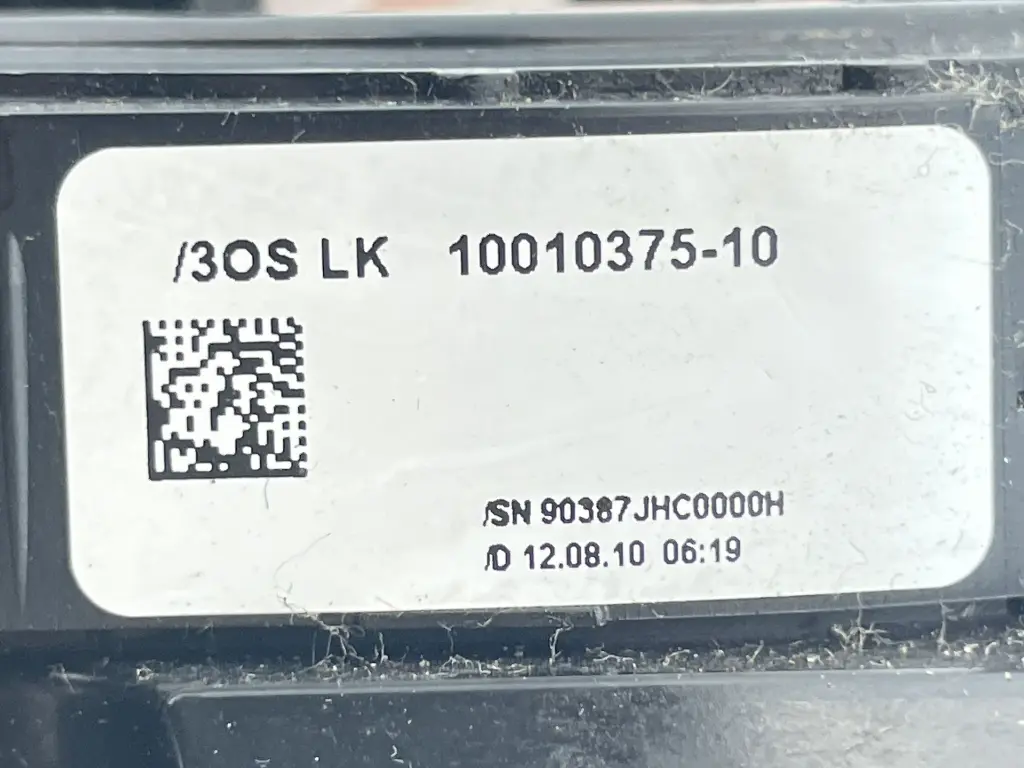 /3OS LK 10010375-10
/SN 90387JHC0000H
/D 12.08.10 06:19